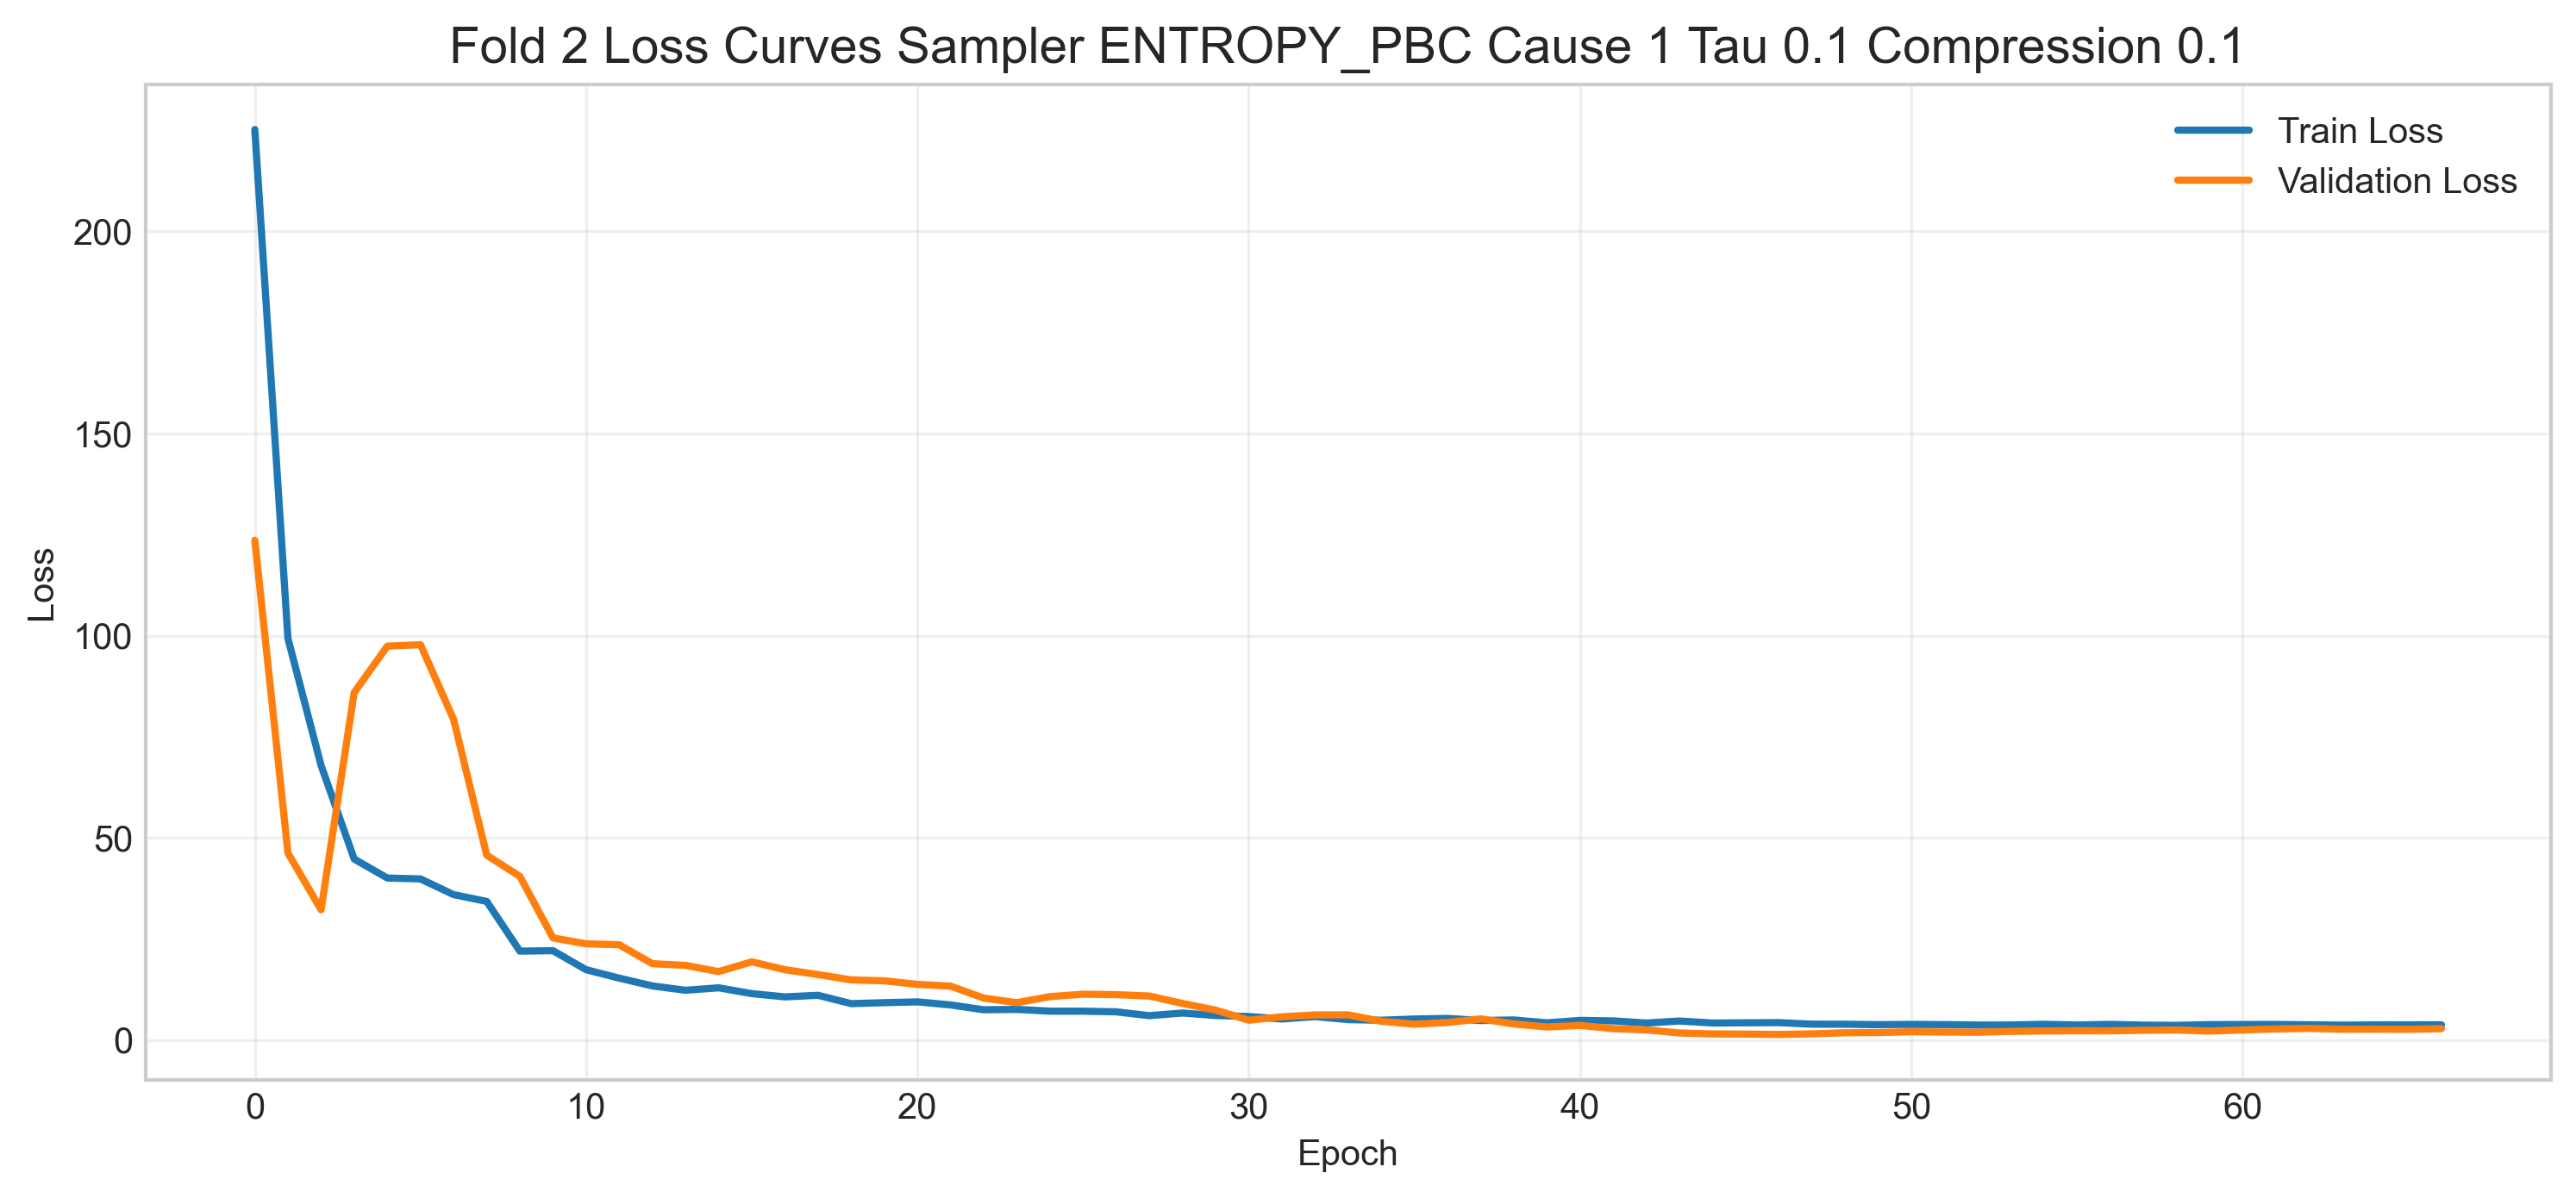 Fold 2 Loss Curves Sampler ENTROPY_PBC Cause 1 Tau 0.1 Compression 0.1
Train Loss
Validation Loss
200
150
100
50
0
Loss
0 10 20 30 40 50 60
Epoch